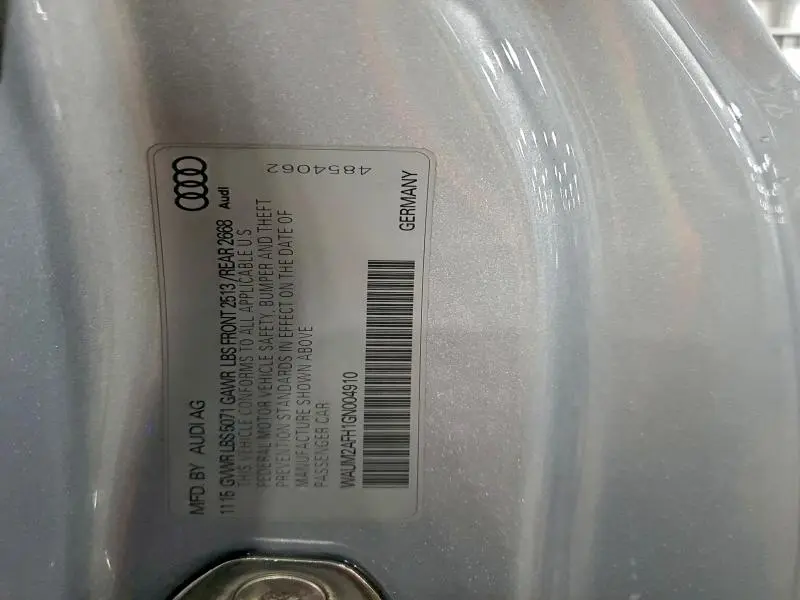 MFD. BY AUDI AG
Audi
11 15 GVWR LBS 5071 GAWR LBS FRONT 2513 /REAR 2668
THIS VEHICLE CONFORMS TO ALL APPLICABLE U S
FEDERAL MOTOR VEHICLE SAFETY, BUMPER AND THEFT
PREVENTION STANDARDS IN EFFECT ON THE DATE OF
MANUFACTURE SHOWN ABOVE
PASSENGER CAR
WAUM2AFH1GN004910
GERMANY
4854062